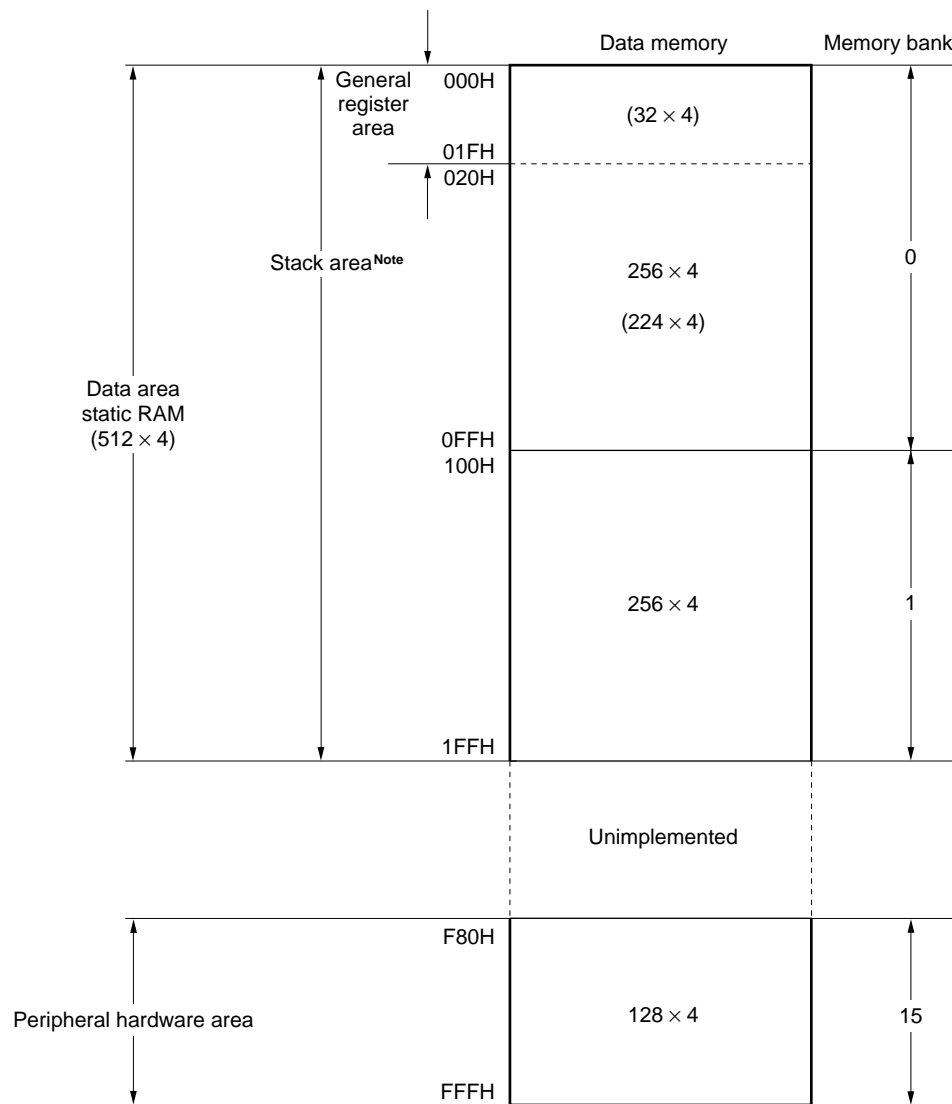 Data memory
Memory bank
General
register
area
000H
(32 × 4)
01FH
020H
Stack areaNote
256 × 4
(224 × 4)
0
Data area
static RAM
(512 × 4)
0FFH
100H
256 × 4
1
1FFH
Unimplemented
F80H
Peripheral hardware area
128 × 4
15
FFFH